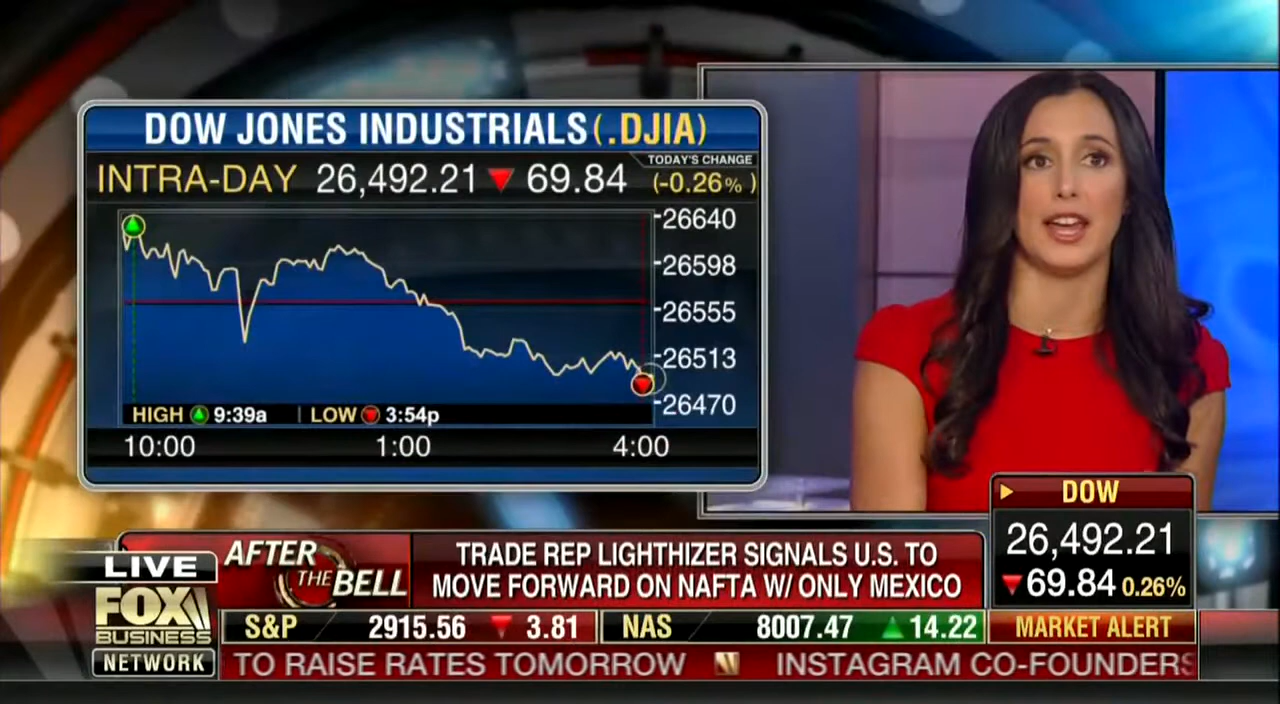 DOW JONES INDUSTRIALS (.DJIA)
TODAY'S CHANGE
INTRA-DAY 26,492.21 ▼ 69.84 (-0.26%)
26640
26598
26555
26513
26470
HIGH ▲ 9:39a | LOW ▼ 3:54p
10:00 1:00 4:00
DOW
26,492.21
▼ 69.84 0.26%
MARKET ALERT
LIVE
FOX
BUSINESS
NETWORK
AFTER
THE BELL
TRADE REP LIGHTHIZER SIGNALS U.S. TO
MOVE FORWARD ON NAFTA W/ ONLY MEXICO
S&P 2915.56 ▼ 3.81 NAS 8007.47 ▲ 14.22
TO RAISE RATES TOMORROW INSTAGRAM CO-FOUNDERS